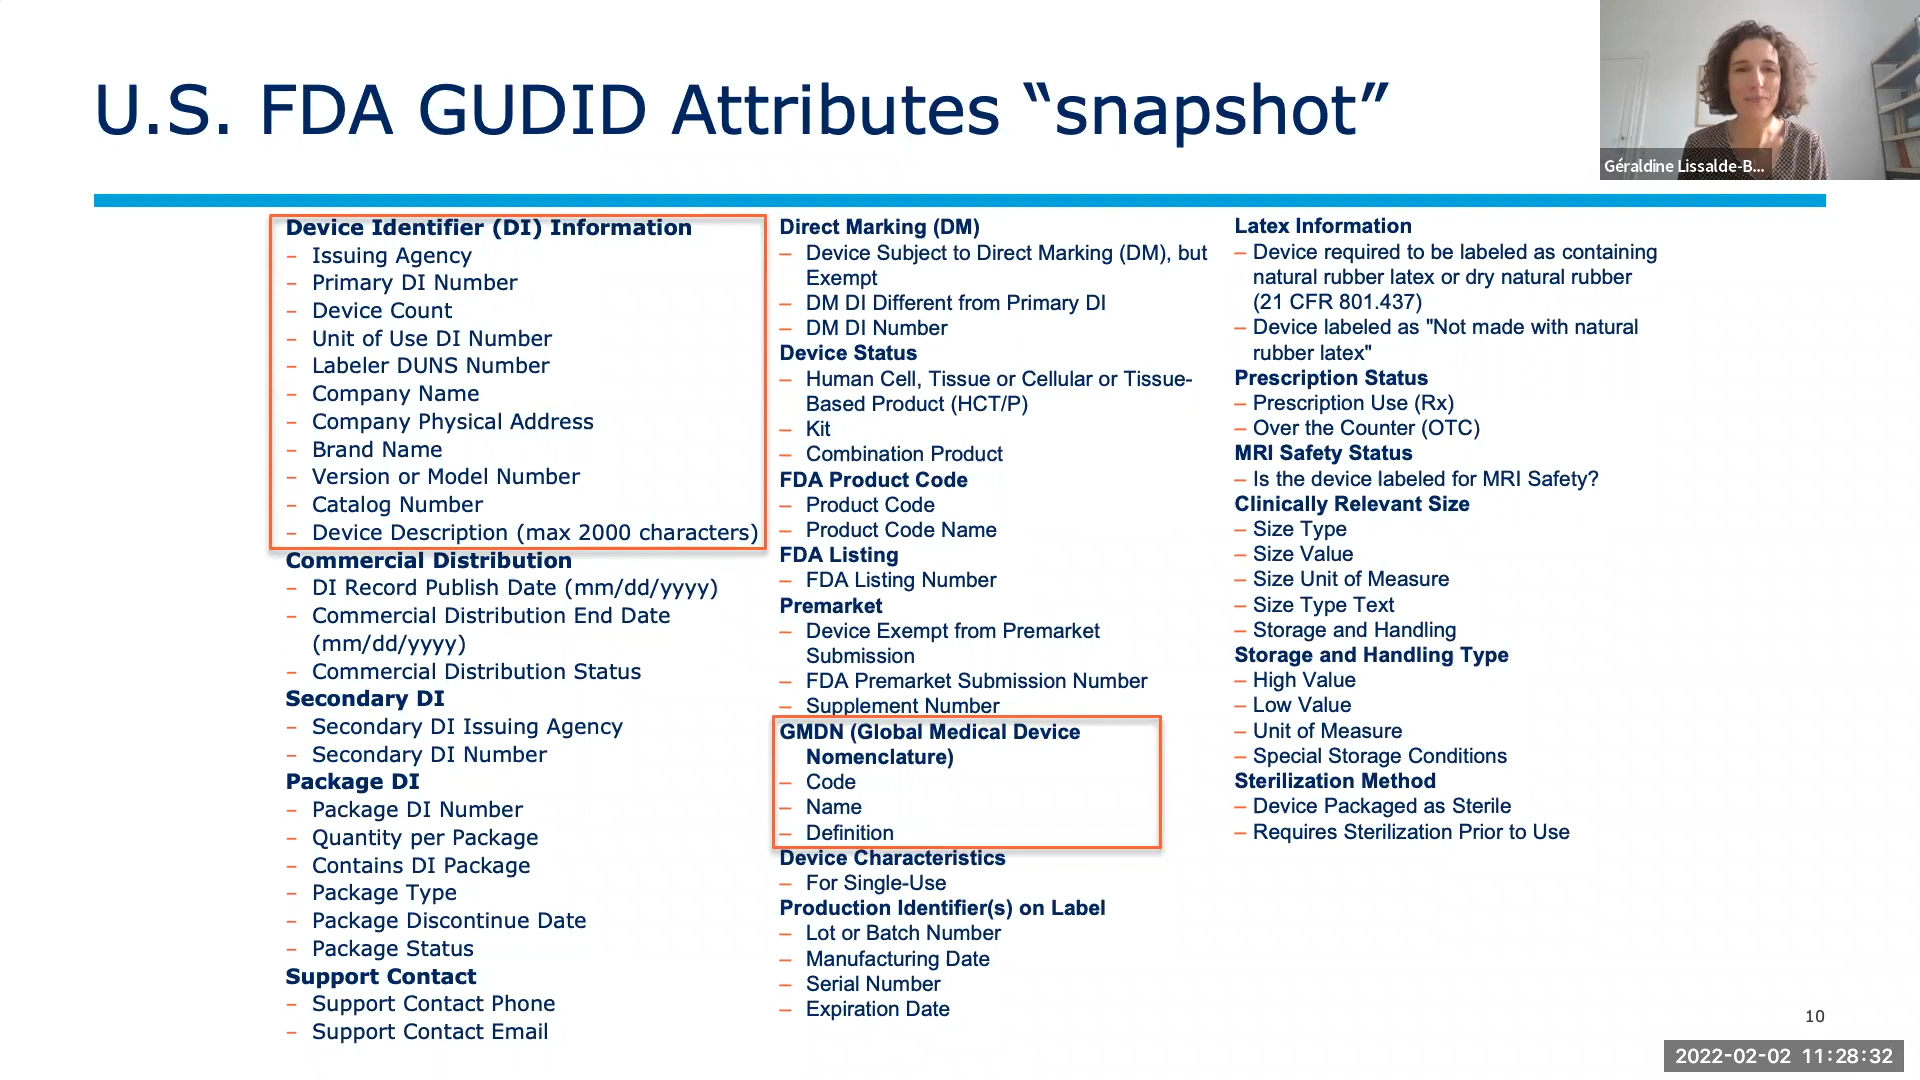 U.S. FDA GUDID Attributes “snapshot”
Géraldine Lissalde-B...
Device Identifier (DI) Information
– Issuing Agency
– Primary DI Number
– Device Count
– Unit of Use DI Number
– Labeler DUNS Number
– Company Name
– Company Physical Address
– Brand Name
– Version or Model Number
– Catalog Number
– Device Description (max 2000 characters)
Commercial Distribution
– DI Record Publish Date (mm/dd/yyyy)
– Commercial Distribution End Date
(mm/dd/yyyy)
– Commercial Distribution Status
Secondary DI
– Secondary DI Issuing Agency
– Secondary DI Number
Package DI
– Package DI Number
– Quantity per Package
– Contains DI Package
– Package Type
– Package Discontinue Date
– Package Status
Support Contact
– Support Contact Phone
– Support Contact Email
Direct Marking (DM)
– Device Subject to Direct Marking (DM), but
Exempt
– DM DI Different from Primary DI
– DM DI Number
Device Status
– Human Cell, Tissue or Cellular or Tissue-
Based Product (HCT/P)
– Kit
– Combination Product
FDA Product Code
– Product Code
– Product Code Name
FDA Listing
– FDA Listing Number
Premarket
– Device Exempt from Premarket
Submission
– FDA Premarket Submission Number
– Supplement Number
GMDN (Global Medical Device
Nomenclature)
– Code
– Name
– Definition
Device Characteristics
– For Single-Use
Production Identifier(s) on Label
– Lot or Batch Number
– Manufacturing Date
– Serial Number
– Expiration Date
Latex Information
– Device required to be labeled as containing
natural rubber latex or dry natural rubber
(21 CFR 801.437)
– Device labeled as "Not made with natural
rubber latex"
Prescription Status
– Prescription Use (Rx)
– Over the Counter (OTC)
MRI Safety Status
– Is the device labeled for MRI Safety?
Clinically Relevant Size
– Size Type
– Size Value
– Size Unit of Measure
– Size Type Text
– Storage and Handling
Storage and Handling Type
– High Value
– Low Value
– Unit of Measure
– Special Storage Conditions
Sterilization Method
– Device Packaged as Sterile
– Requires Sterilization Prior to Use
10
2022-02-02 11:28:32